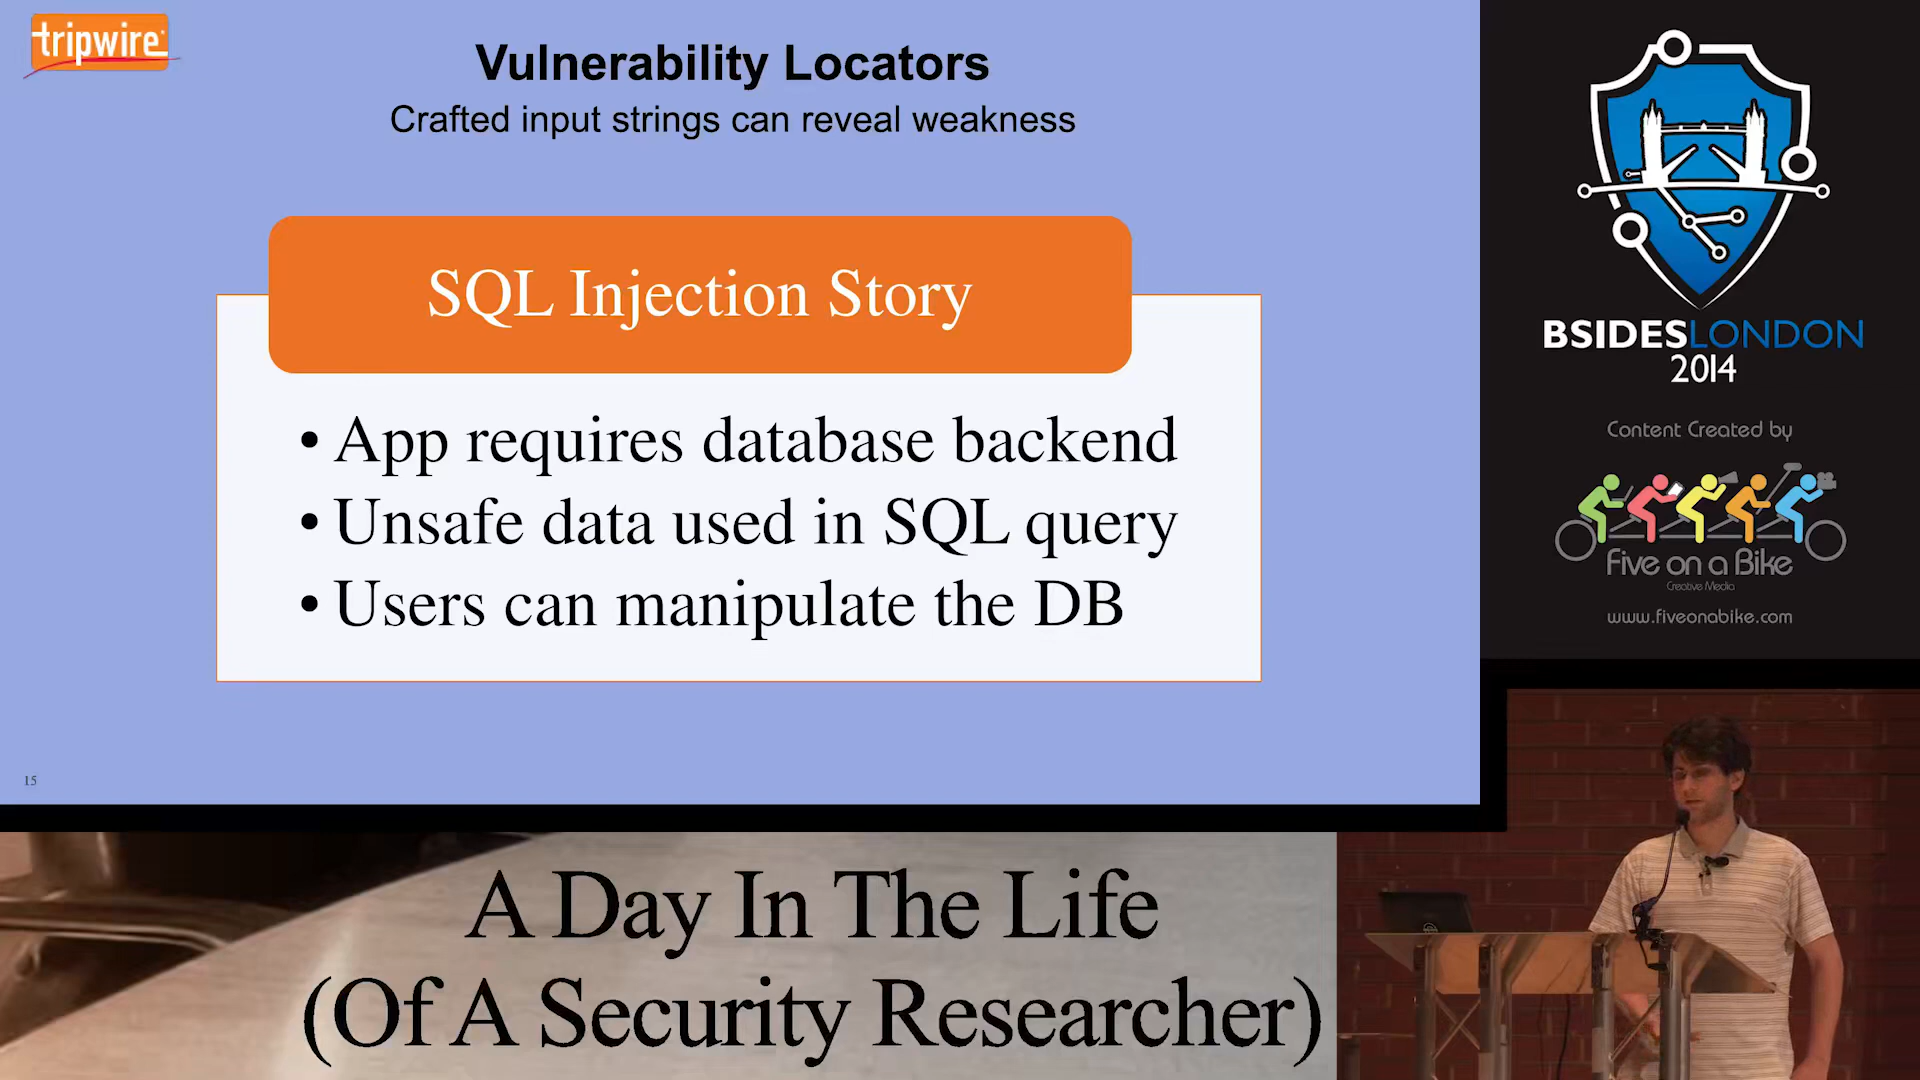 tripwire
Vulnerability Locators
Crafted input strings can reveal weakness
SQL Injection Story
• App requires database backend
• Unsafe data used in SQL query
• Users can manipulate the DB
15
BSIDESLONDON
2014
Content Created by
Five on a Bike
Creative Media
www.fiveonabike.com
A Day In The Life
(Of A Security Researcher)